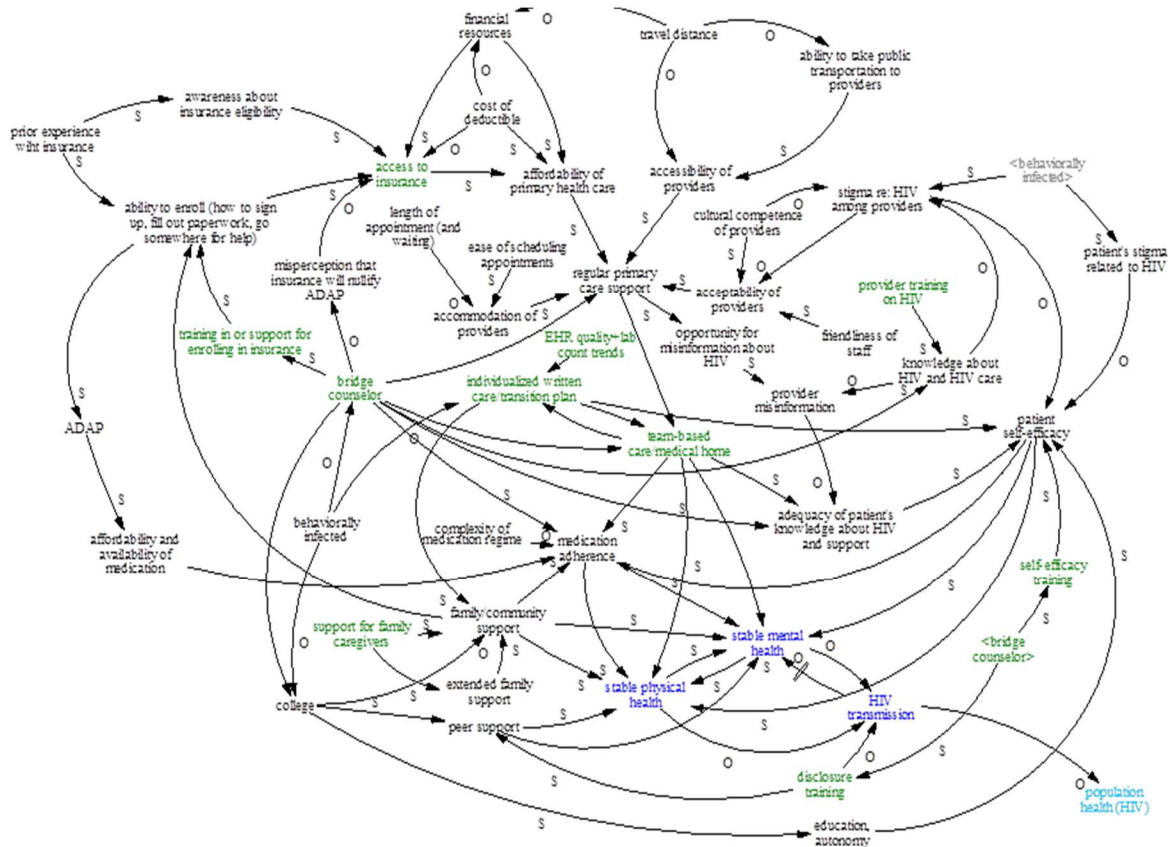 financial
resources
travel distance
ability to take public
transportation to
providers
awareness about
insurance eligibility
cost of
deductible
prior experience
wiht insurance
access to
insurance
affordability of
primary health care
accessibility of
providers
stigma re: HIV
among providers
<behaviorally
infected>
ability to enroll (how to sign
up, fill out paperwork, go
somewhere for help)
length of
appointment (and
waiting)
cultural competence
of providers
ease of scheduling
appointments
patient's stigma
related to HIV
misperception that
insurance will nullify
ADAP
regular primary
care support
acceptability of
providers
provider training
on HIV
accommodation of
providers
training in or support for
enrolling in insurance
EHR quality-lab
count trends
opportunity for
misinformation about
HIV
friendliness of
staff
knowledge about
HIV and HIV care
bridge
counselor
individualized written
care/transition plan
provider
misinformation
ADAP
team-based
care/medical home
patient
self-efficacy
behaviorally
infected
complexity of
medication regime
medication
adherence
adequacy of patient's
knowledge about HIV
and support
affordability and
availability of
medication
self-efficacy
training
support for family
caregivers
family/community
support
stable mental
health
<bridge
counselor>
extended family
support
stable physical
health
college
peer support
HIV
transmission
disclosure
training
population
health (HIV)
education,
autonomy
S
O